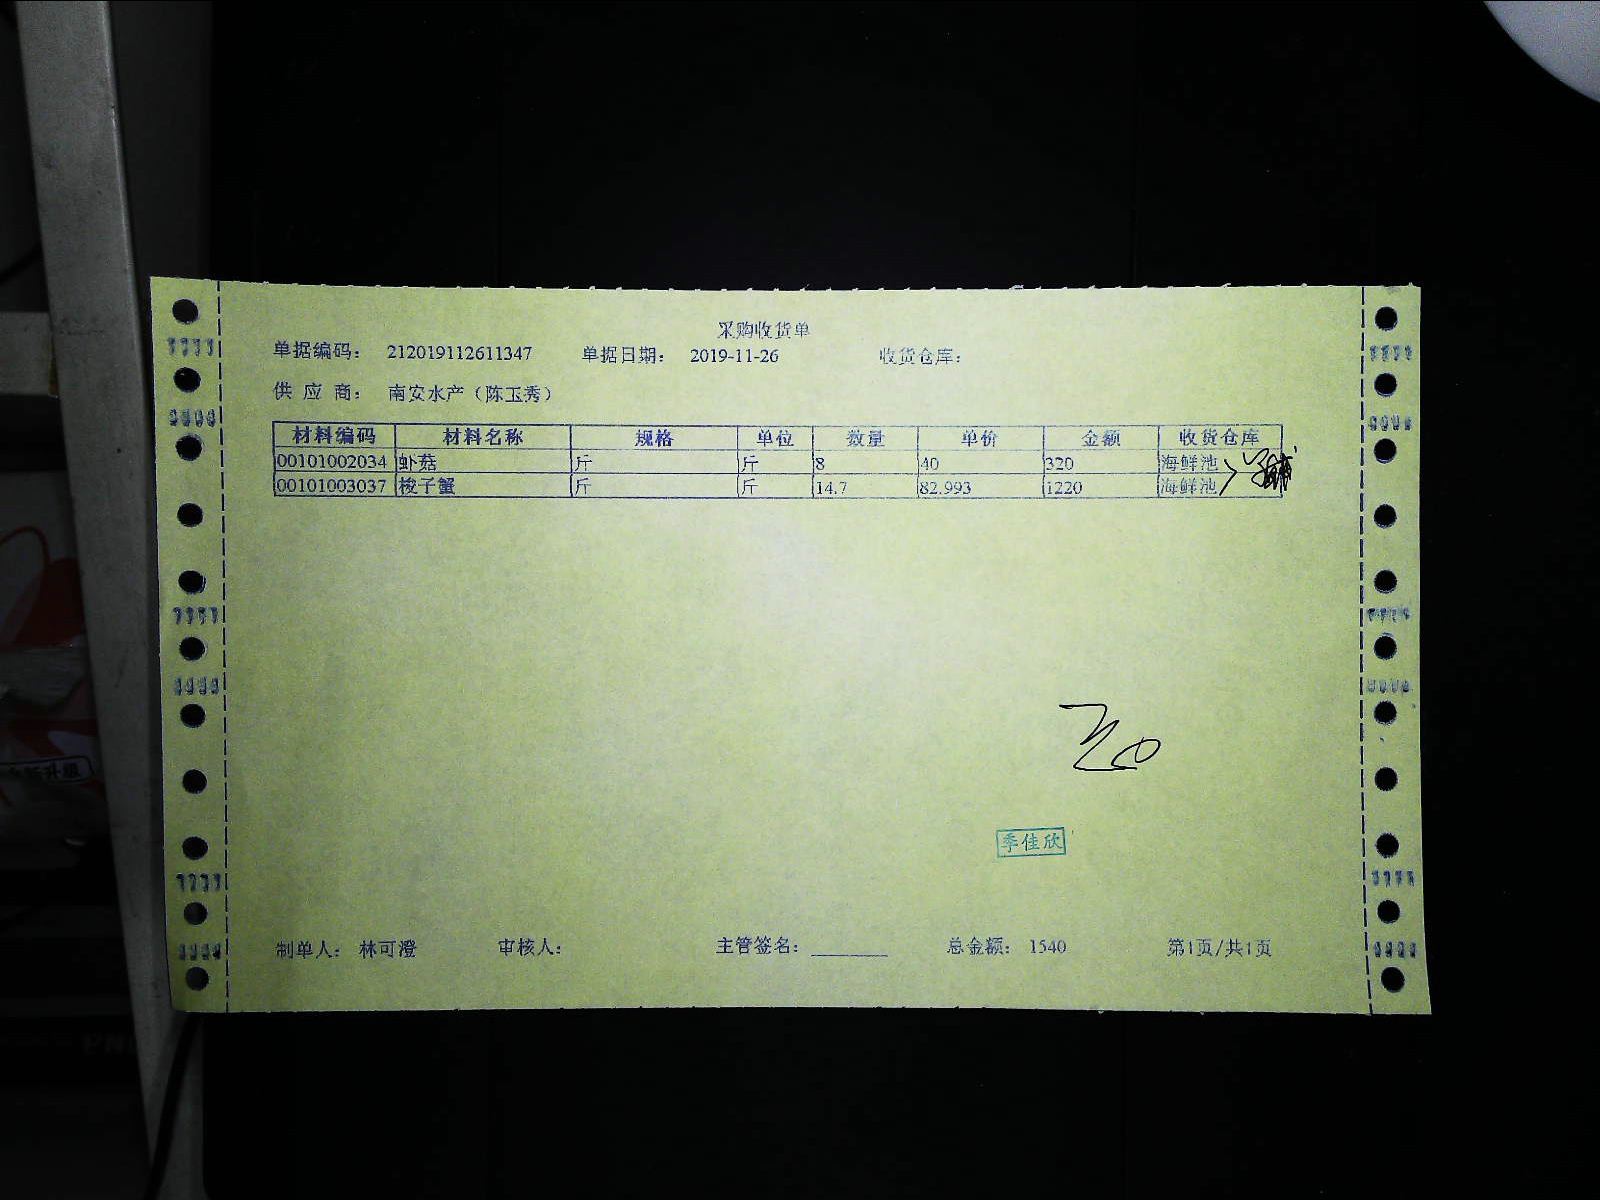 采购收货单
单据编码： 212019112611347 单据日期： 2019-11-26 收货仓库：
供 应 商： 南安水产（陈玉秀）
材料编码 材料名称 规格 单位 数量 单价 金额 收货仓库
00101002034 虾菇 斤 斤 8 40 320 海鲜池
00101003037 梭子蟹 斤 斤 14.7 82.993 1220 海鲜池
季佳欣
制单人： 林可澄 审核人： 主管签名： 总金额： 1540 第1页/共1页